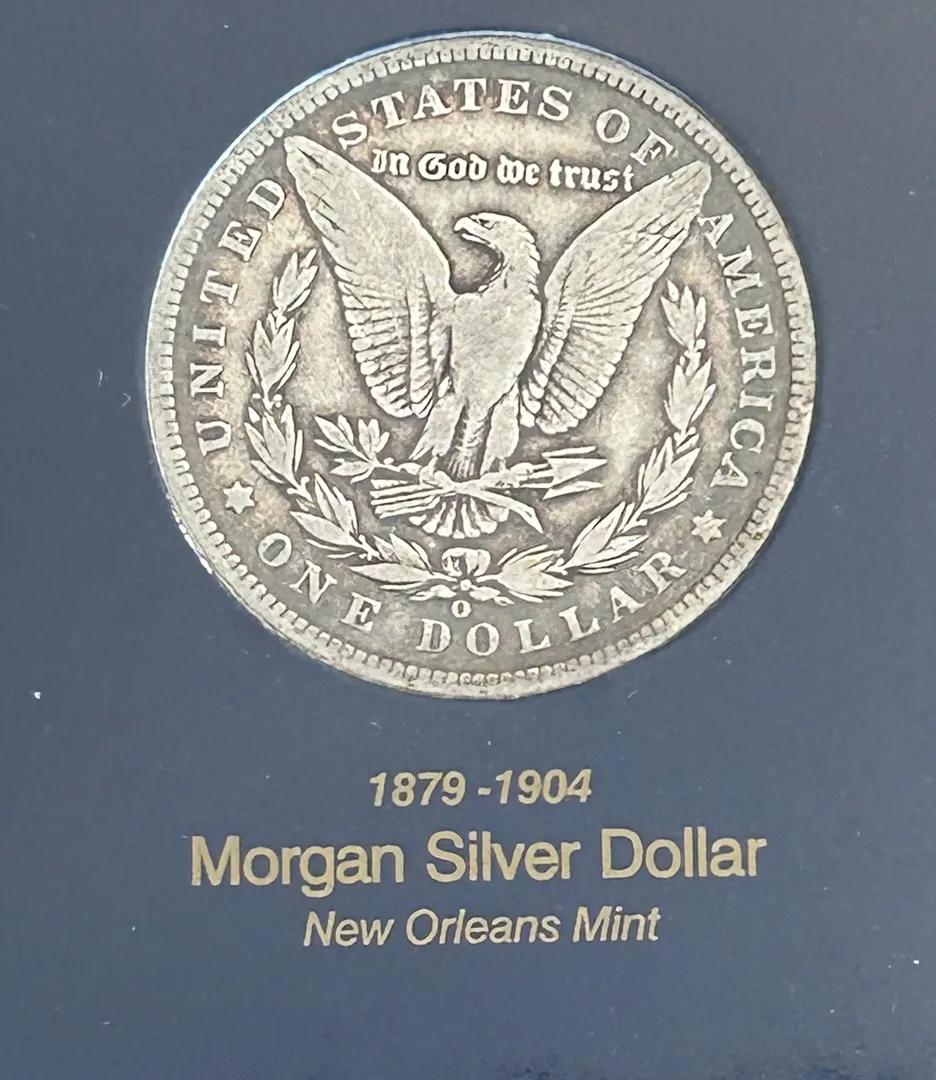 UNITED STATES OF AMERICA
In God we trust
O
ONE DOLLAR
1879 - 1904
Morgan Silver Dollar
New Orleans Mint